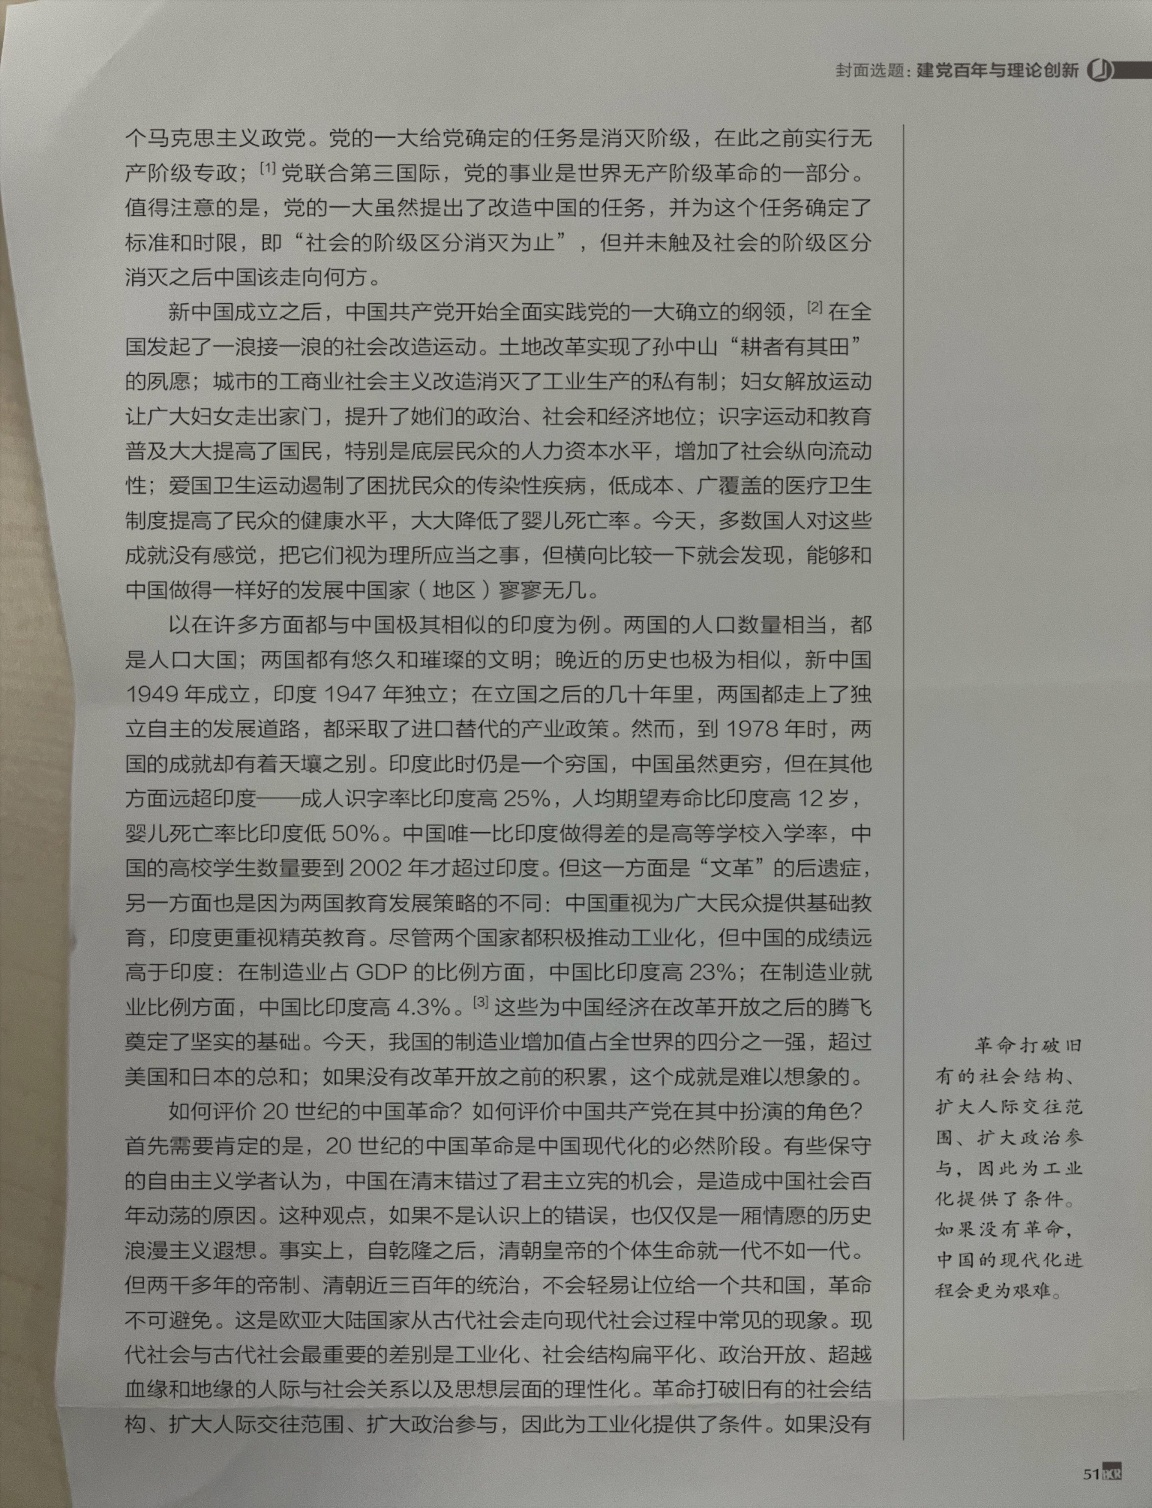 封面选题：建党百年与理论创新
个马克思主义政党。党的一大给党确定的任务是消灭阶级，在此之前实行无
产阶级专政；[1]党联合第三国际，党的事业是世界无产阶级革命的一部分。
值得注意的是，党的一大虽然提出了改造中国的任务，并为这个任务确定了
标准和时限，即“社会的阶级区分消灭为止”，但并未触及社会的阶级区分
消灭之后中国该走向何方。
新中国成立之后，中国共产党开始全面实践党的一大确立的纲领，[2]在全
国发起了一浪接一浪的社会改造运动。土地改革实现了孙中山“耕者有其田”
的夙愿；城市的工商业社会主义改造消灭了工业生产的私有制；妇女解放运动
让广大妇女走出家门，提升了她们的政治、社会和经济地位；识字运动和教育
普及大大提高了国民，特别是底层民众的人力资本水平，增加了社会纵向流动
性；爱国卫生运动遏制了困扰民众的传染性疾病，低成本、广覆盖的医疗卫生
制度提高了民众的健康水平，大大降低了婴儿死亡率。今天，多数国人对这些
成就没有感觉，把它们视为理所应当之事，但横向比较一下就会发现，能够和
中国做得一样好的发展中国家（地区）寥寥无几。
以在许多方面都与中国极其相似的印度为例。两国的人口数量相当，都
是人口大国；两国都有悠久和璀璨的文明；晚近的历史也极为相似，新中国
1949 年成立，印度 1947 年独立；在立国之后的几十年里，两国都走上了独
立自主的发展道路，都采取了进口替代的产业政策。然而，到 1978 年时，两
国的成就却有着天壤之别。印度此时仍是一个穷国，中国虽然更穷，但在其他
方面远超印度——成人识字率比印度高 25%，人均期望寿命比印度高 12 岁，
婴儿死亡率比印度低 50%。中国唯一比印度做得差的是高等学校入学率，中
国的高校学生数量要到 2002 年才超过印度。但这一方面是“文革”的后遗症，
另一方面也是因为两国教育发展策略的不同：中国重视为广大民众提供基础教
育，印度更重视精英教育。尽管两个国家都积极推动工业化，但中国的成绩远
高于印度：在制造业占 GDP 的比例方面，中国比印度高 23%；在制造业就
业比例方面，中国比印度高 4.3%。[3]这些为中国经济在改革开放之后的腾飞
奠定了坚实的基础。今天，我国的制造业增加值占全世界的四分之一强，超过
美国和日本的总和；如果没有改革开放之前的积累，这个成就是难以想象的。
如何评价 20 世纪的中国革命？如何评价中国共产党在其中扮演的角色？
首先需要肯定的是，20 世纪的中国革命是中国现代化的必然阶段。有些保守
的自由主义学者认为，中国在清末错过了君主立宪的机会，是造成中国社会百
年动荡的原因。这种观点，如果不是认识上的错误，也仅仅是一厢情愿的历史
浪漫主义遐想。事实上，自乾隆之后，清朝皇帝的个体生命就一代不如一代。
但两千多年的帝制、清朝近三百年的统治，不会轻易让位给一个共和国，革命
不可避免。这是欧亚大陆国家从古代社会走向现代社会过程中常见的现象。现
代社会与古代社会最重要的差别是工业化、社会结构扁平化、政治开放、超越
血缘和地缘的人际与社会关系以及思想层面的理性化。革命打破旧有的社会结
构、扩大人际交往范围、扩大政治参与，因此为工业化提供了条件。如果没有
革命打破旧
有的社会结构、
扩大人际交往范
围、扩大政治参
与，因此为工业
化提供了条件。
如果没有革命，
中国的现代化进
程会更为艰难。
51 BCR